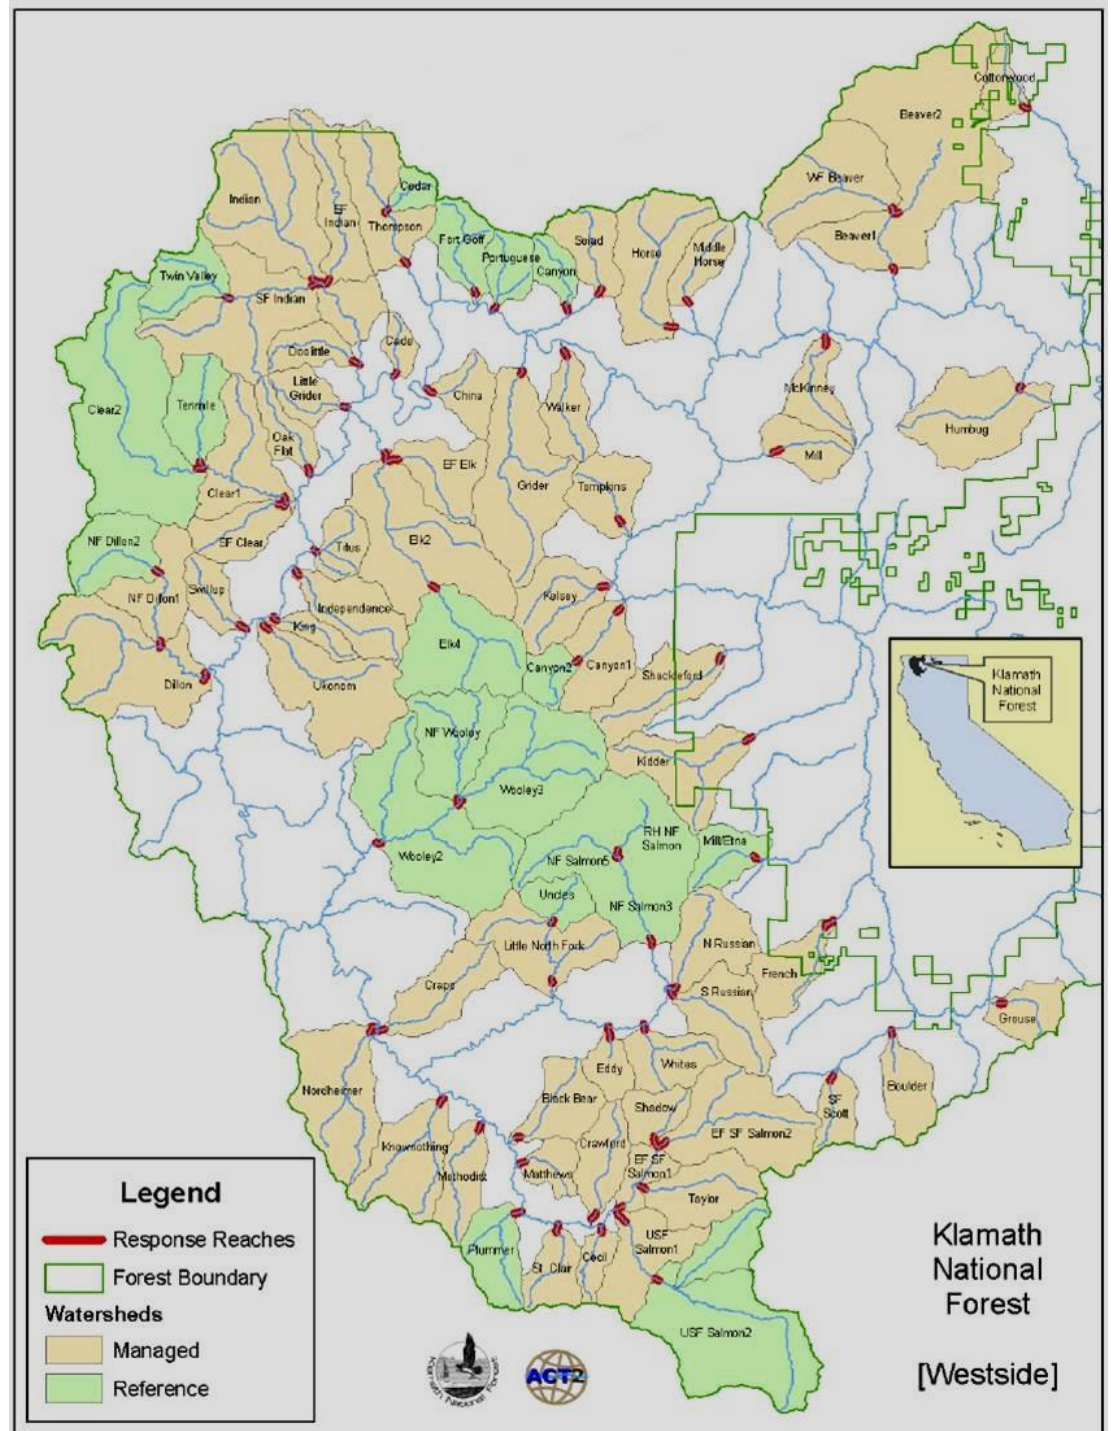 Cottonwood
Beaver2
WF Beaver
Beaver1
Indian
EF
Indian
Cedar
Thompson
Fort Goff
Portuguese
Canyon
Seiad
Horse
Middle
Horse
Twin Valley
SF Indian
Doolittle
Cade
Little
Grider
China
Walker
McKinney
Humbug
Mill
Clear2
Tenmile
Oak
Flat
EF Elk
Grider
Tompkins
Clear1
SF Clear
NF Dillon2
Titus
Elk2
Swillup
NF Dillon1
Independence
King
Kelsey
Dillon
Ukonom
Elk4
Canyon2
Canyon1
Shackleford
Klamath
National
Forest
NF Wooley
Kidder
Wooley3
Wooley2
RH NF
Salmon
Mill/Etna
NF Salmon5
Uncles
NF Salmon3
Little North Fork
N Russian
French
Craps
S Russian
Grouse
Eddy
Whites
Nordheimer
Black Bear
Shadow
SF
Scott
Boulder
Knownothing
Crawford
EF SF Salmon2
Methodist
Matthews
EF SF
Salmon1
Taylor
Plummer
St. Clair
Cecil
USF
Salmon1
USF Salmon2
Legend
Response Reaches
Forest Boundary
Watersheds
Managed
Reference
Klamath National Forest
ACT2
Klamath
National
Forest
[Westside]